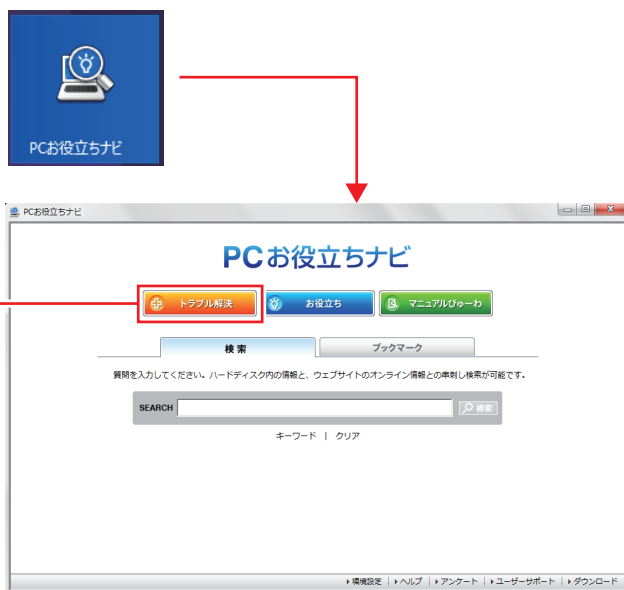 PCお役立ちナビ
PCお役立ちナビ
PCお役立ちナビ
トラブル解決 お役立ち マニュアルびゅーわ
検索 ブックマーク
質問を入力してください。ハードディスク内の情報と、ウェブサイトのオンライン情報との串刺し検索が可能です。
SEARCH 検索
キーワード | クリア
環境設定 | ヘルプ | アンケート | ユーザーサポート | ダウンロード